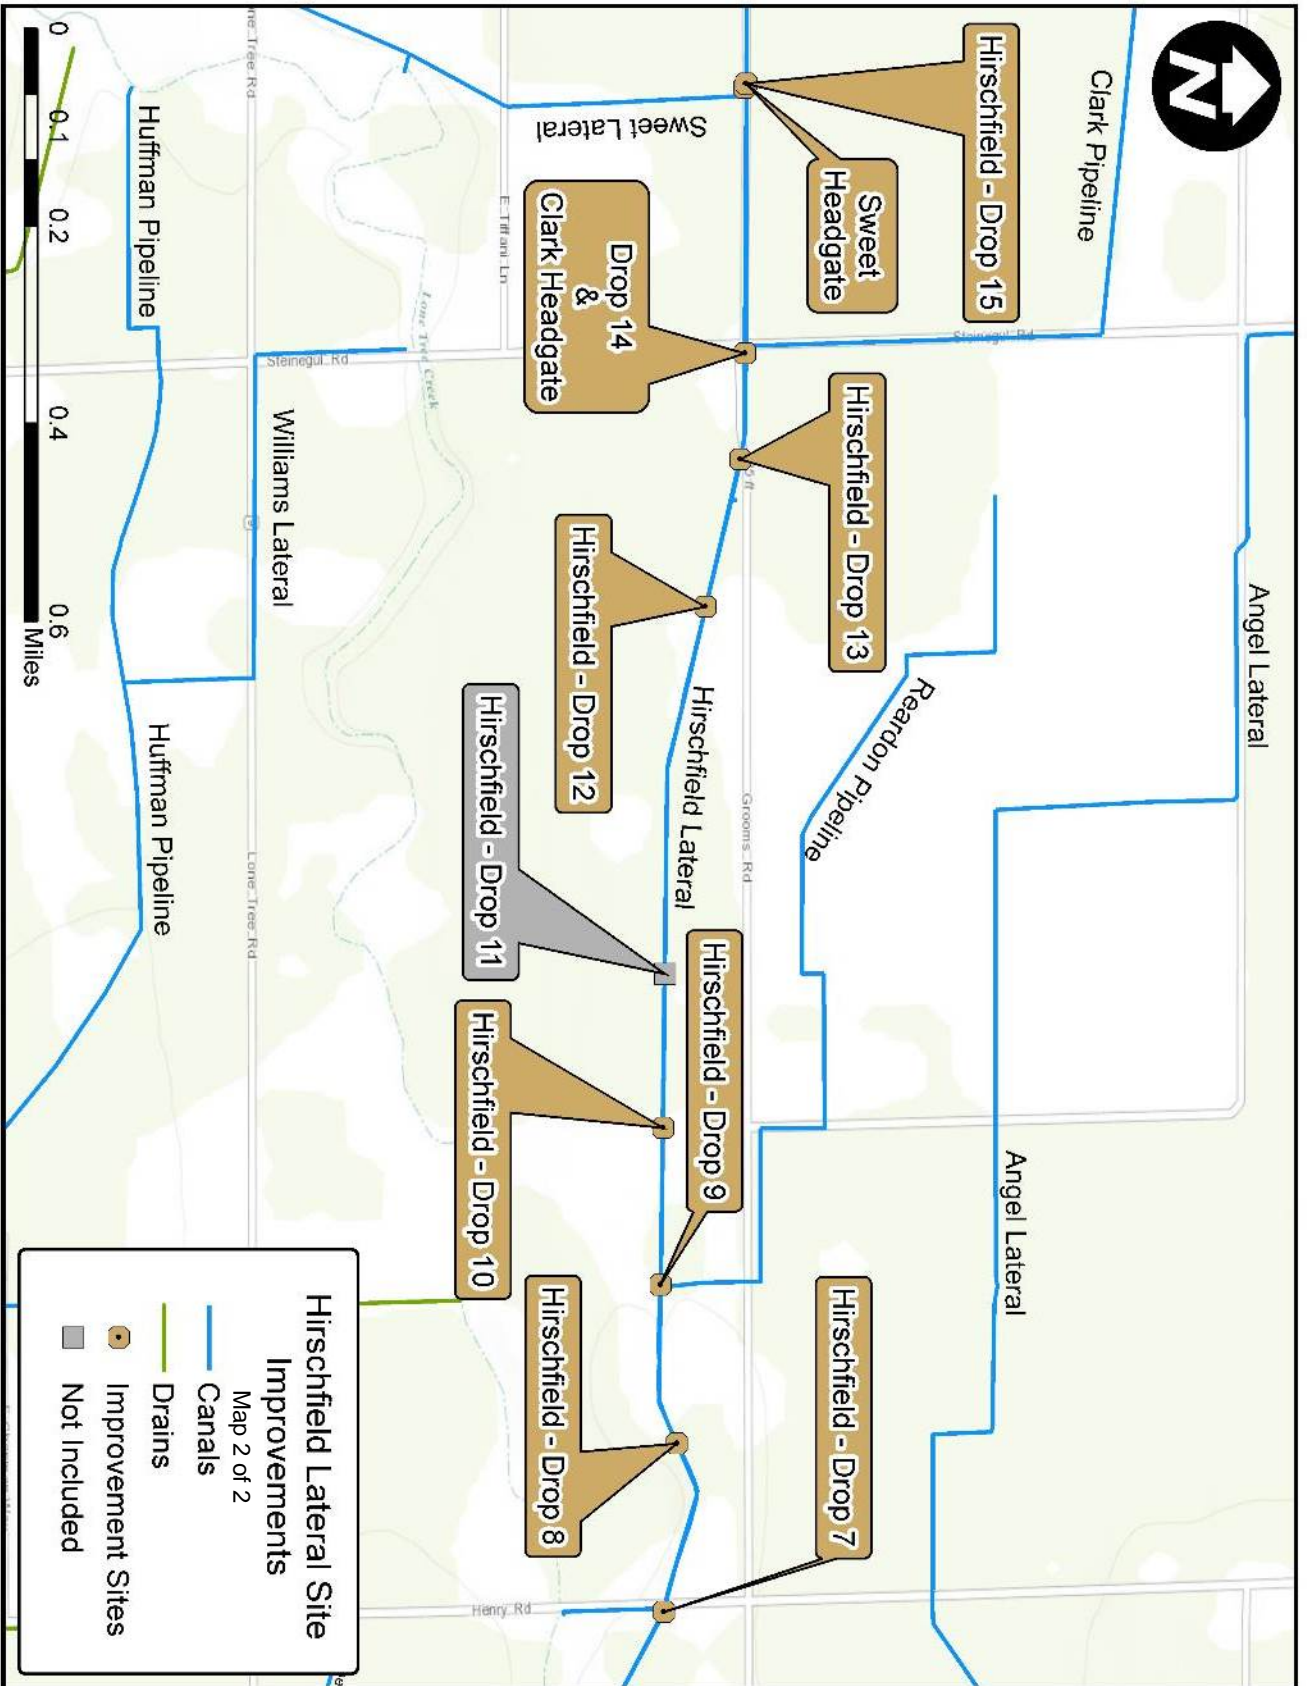 N
Clark Pipeline
Hirschfield - Drop 15
Sweet
Headgate
Sweet Lateral
Drop 14
&
Clark Headgate
Hirschfield - Drop 13
Hirschfield - Drop 12
Hirschfield Lateral
Hirschfield - Drop 11
Hirschfield - Drop 10
Hirschfield - Drop 9
Hirschfield - Drop 8
Hirschfield - Drop 7
Angel Lateral
Angel Lateral
Reardon Pipeline
Steinegul Rd
Steinegul Rd
Grooms Rd
E Tiffani Ln
Lone Tree Creek
ne Tree Rd
Lone Tree Rd
Henry Rd
Williams Lateral
Huffman Pipeline
Huffman Pipeline
0 0.1 0.2 0.4 0.6
Miles
Hirschfield Lateral Site
Improvements
Map 2 of 2
Canals
Drains
Improvement Sites
Not Included